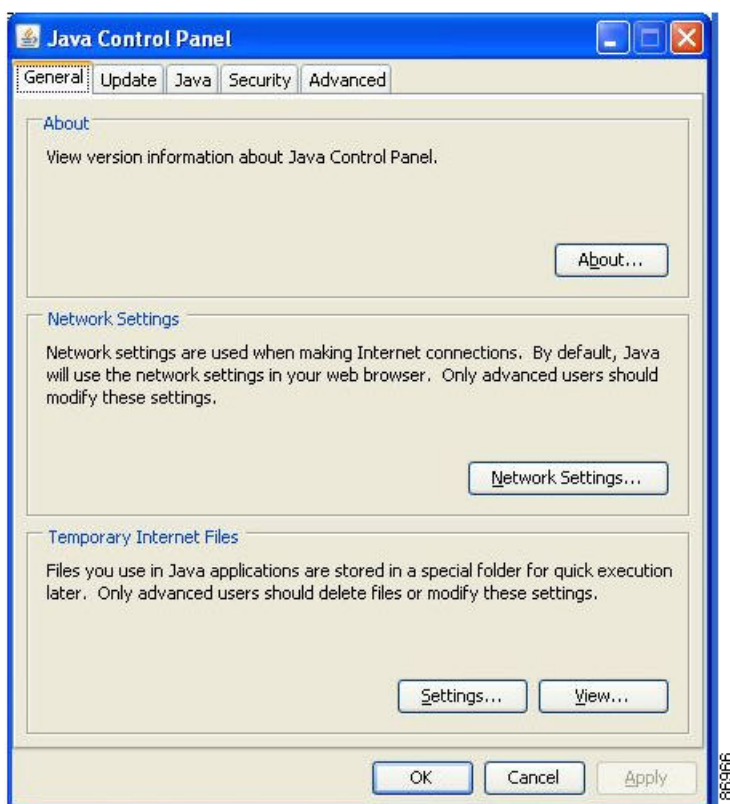 Java Control Panel
General Update Java Security Advanced
About
View version information about Java Control Panel.
About...
Network Settings
Network settings are used when making Internet connections. By default, Java
will use the network settings in your web browser. Only advanced users should
modify these settings.
Network Settings...
Temporary Internet Files
Files you use in Java applications are stored in a special folder for quick execution
later. Only advanced users should delete files or modify these settings.
Settings... View...
OK Cancel Apply
86966